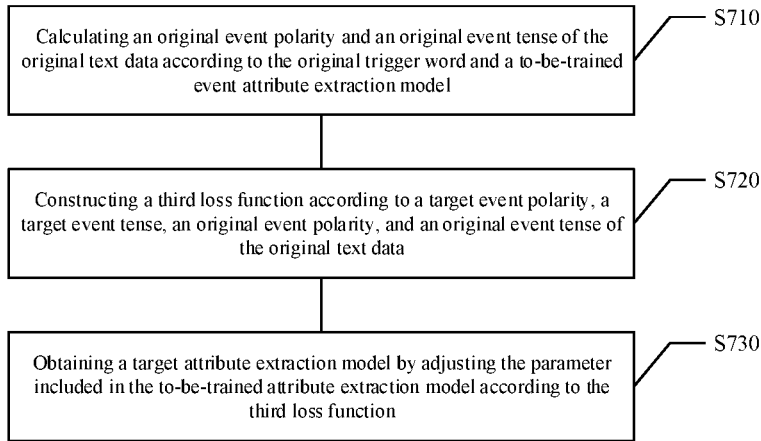 Calculating an original event polarity and an original event tense of the
original text data according to the original trigger word and a to-be-trained
event attribute extraction model
S710
Constructing a third loss function according to a target event polarity, a
target event tense, an original event polarity, and an original event tense of
the original text data
S720
Obtaining a target attribute extraction model by adjusting the parameter
included in the to-be-trained attribute extraction model according to the
third loss function
S730